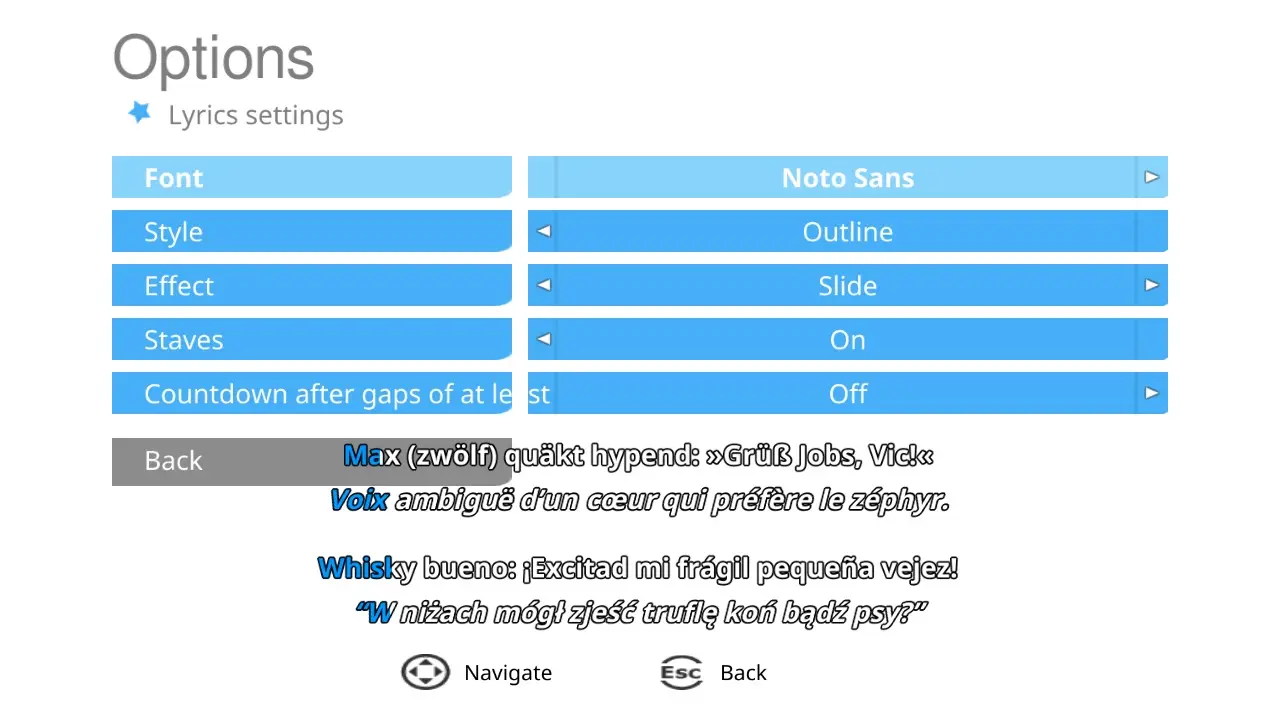 Options
Lyrics settings
Font Noto Sans
Style Outline
Effect Slide
Staves On
Countdown after gaps of at least Off
Back
Max (zwölf) quäkt hypend: »Grüß Jobs, Vic!«
Voix ambiguë d’un cœur qui préfère le zéphyr.
Whisky bueno: ¡Excitad mi frágil pequeña vejez!
“W niżach mógł zjeść truflę koń bądź psy?”
Navigate Esc Back